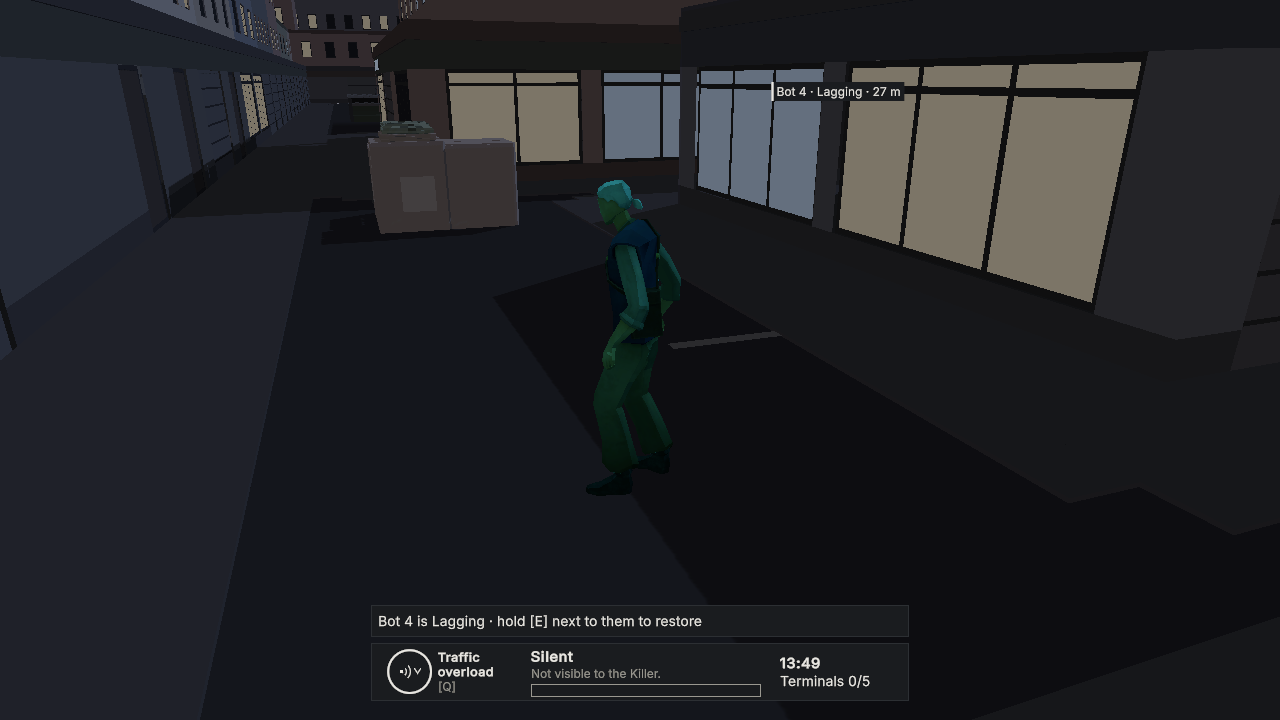 Bot 4 · Lagging · 27 m
Bot 4 is Lagging · hold [E] next to them to restore
Traffic
overload
[Q]
Silent
Not visible to the Killer.
13:49
Terminals 0/5